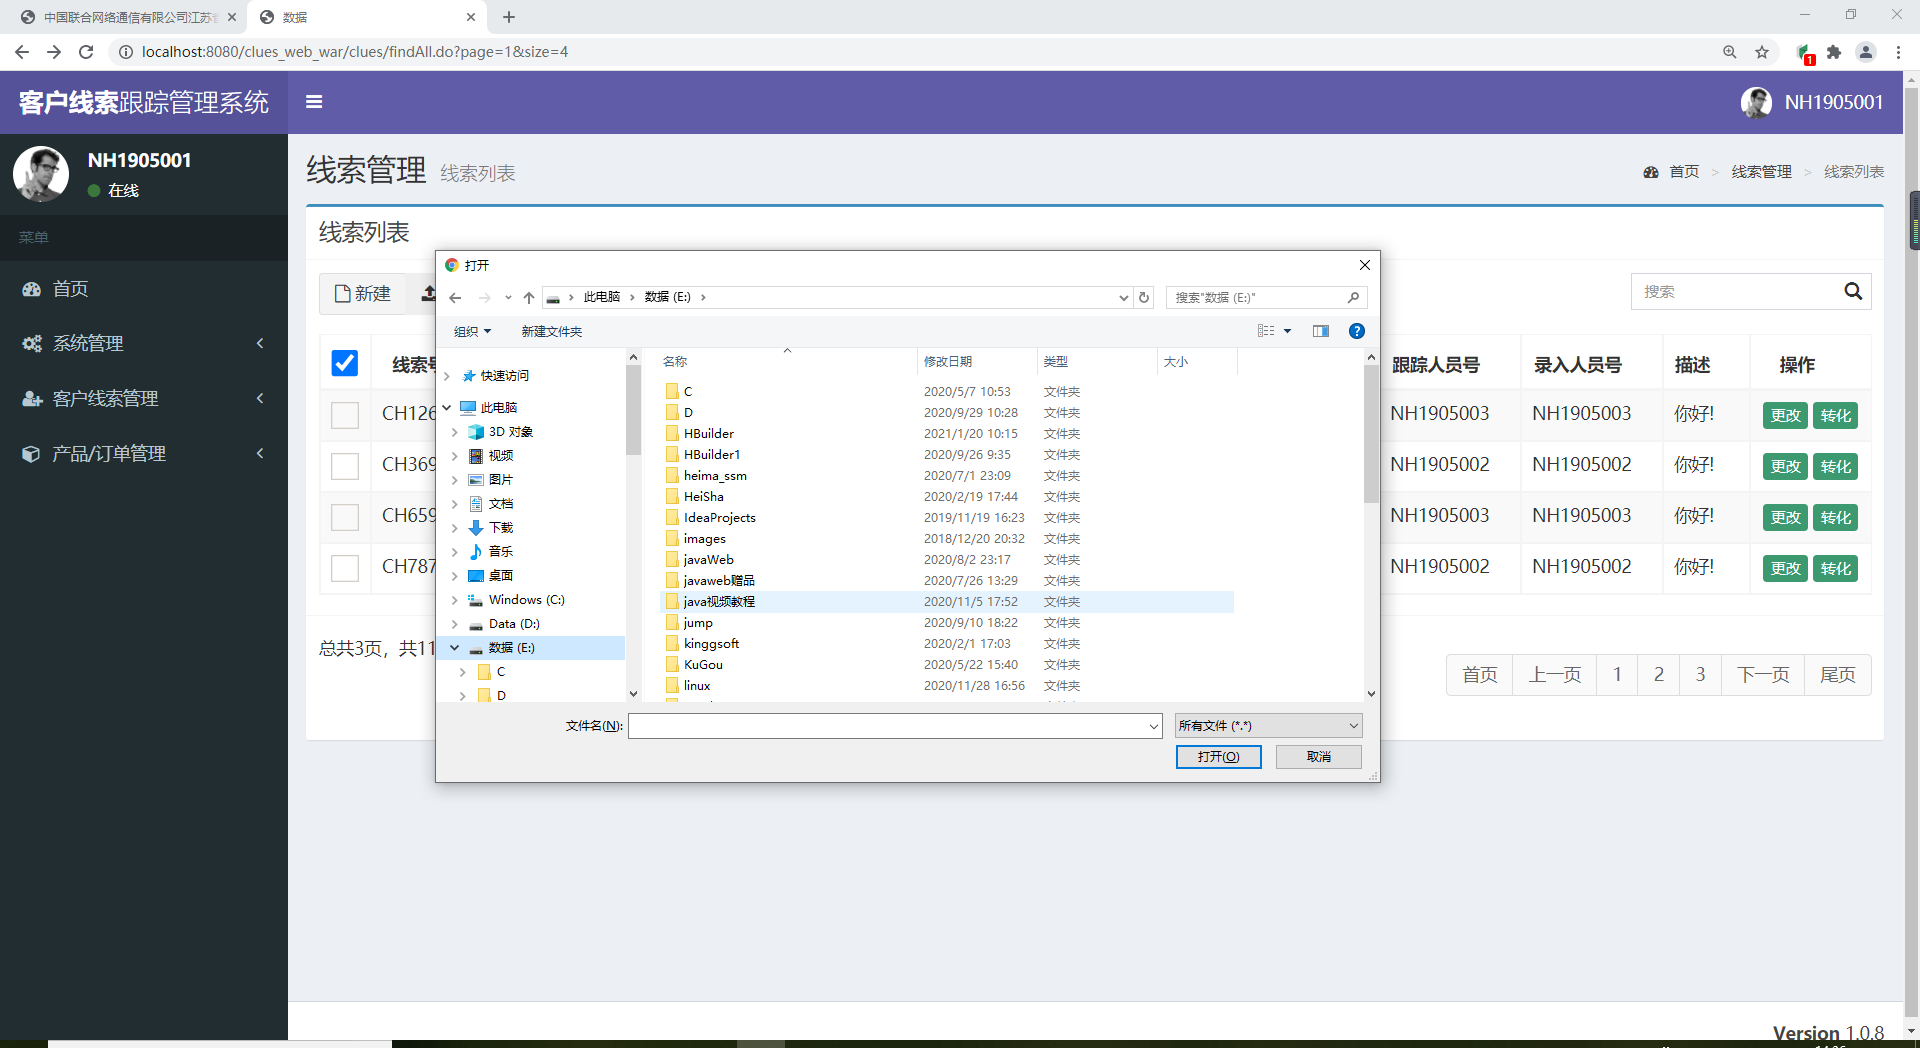 中国联合网络通信有限公司江苏省
数据
localhost:8080/clues_web_war/clues/findAll.do?page=1&size=4
1
客户线索跟踪管理系统
NH1905001
NH1905001
在线
菜单
首页
系统管理
客户线索管理
产品/订单管理
线索管理 线索列表
首页 > 线索管理 > 线索列表
线索列表
新建
搜索
线索号
跟踪人员号 录入人员号 描述 操作
CH126
NH1905003 NH1905003 你好! 更改 转化
CH369
NH1905002 NH1905002 你好! 更改 转化
CH659
NH1905003 NH1905003 你好! 更改 转化
CH787
NH1905002 NH1905002 你好! 更改 转化
总共3页，共11
首页 上一页 1 2 3 下一页 尾页
打开
此电脑 数据 (E:)
搜索"数据 (E:)"
组织 新建文件夹
?
快速访问
此电脑
3D 对象
视频
图片
文档
下载
音乐
桌面
Windows (C:)
Data (D:)
数据 (E:)
C
D
名称 修改日期 类型 大小
C 2020/5/7 10:53 文件夹
D 2020/9/29 10:28 文件夹
HBuilder 2021/1/20 10:15 文件夹
HBuilder1 2020/9/26 9:35 文件夹
heima_ssm 2020/7/1 23:09 文件夹
HeiSha 2020/2/19 17:44 文件夹
IdeaProjects 2019/11/19 16:23 文件夹
images 2018/12/20 20:32 文件夹
javaWeb 2020/8/2 23:17 文件夹
javaweb赠品 2020/7/26 13:29 文件夹
java视频教程 2020/11/5 17:52 文件夹
jump 2020/9/10 18:22 文件夹
kinggsoft 2020/2/1 17:03 文件夹
KuGou 2020/5/22 15:40 文件夹
linux 2020/11/28 16:56 文件夹
文件名(N):
所有文件 (*.*)
打开(O) 取消
Version 1.0.8